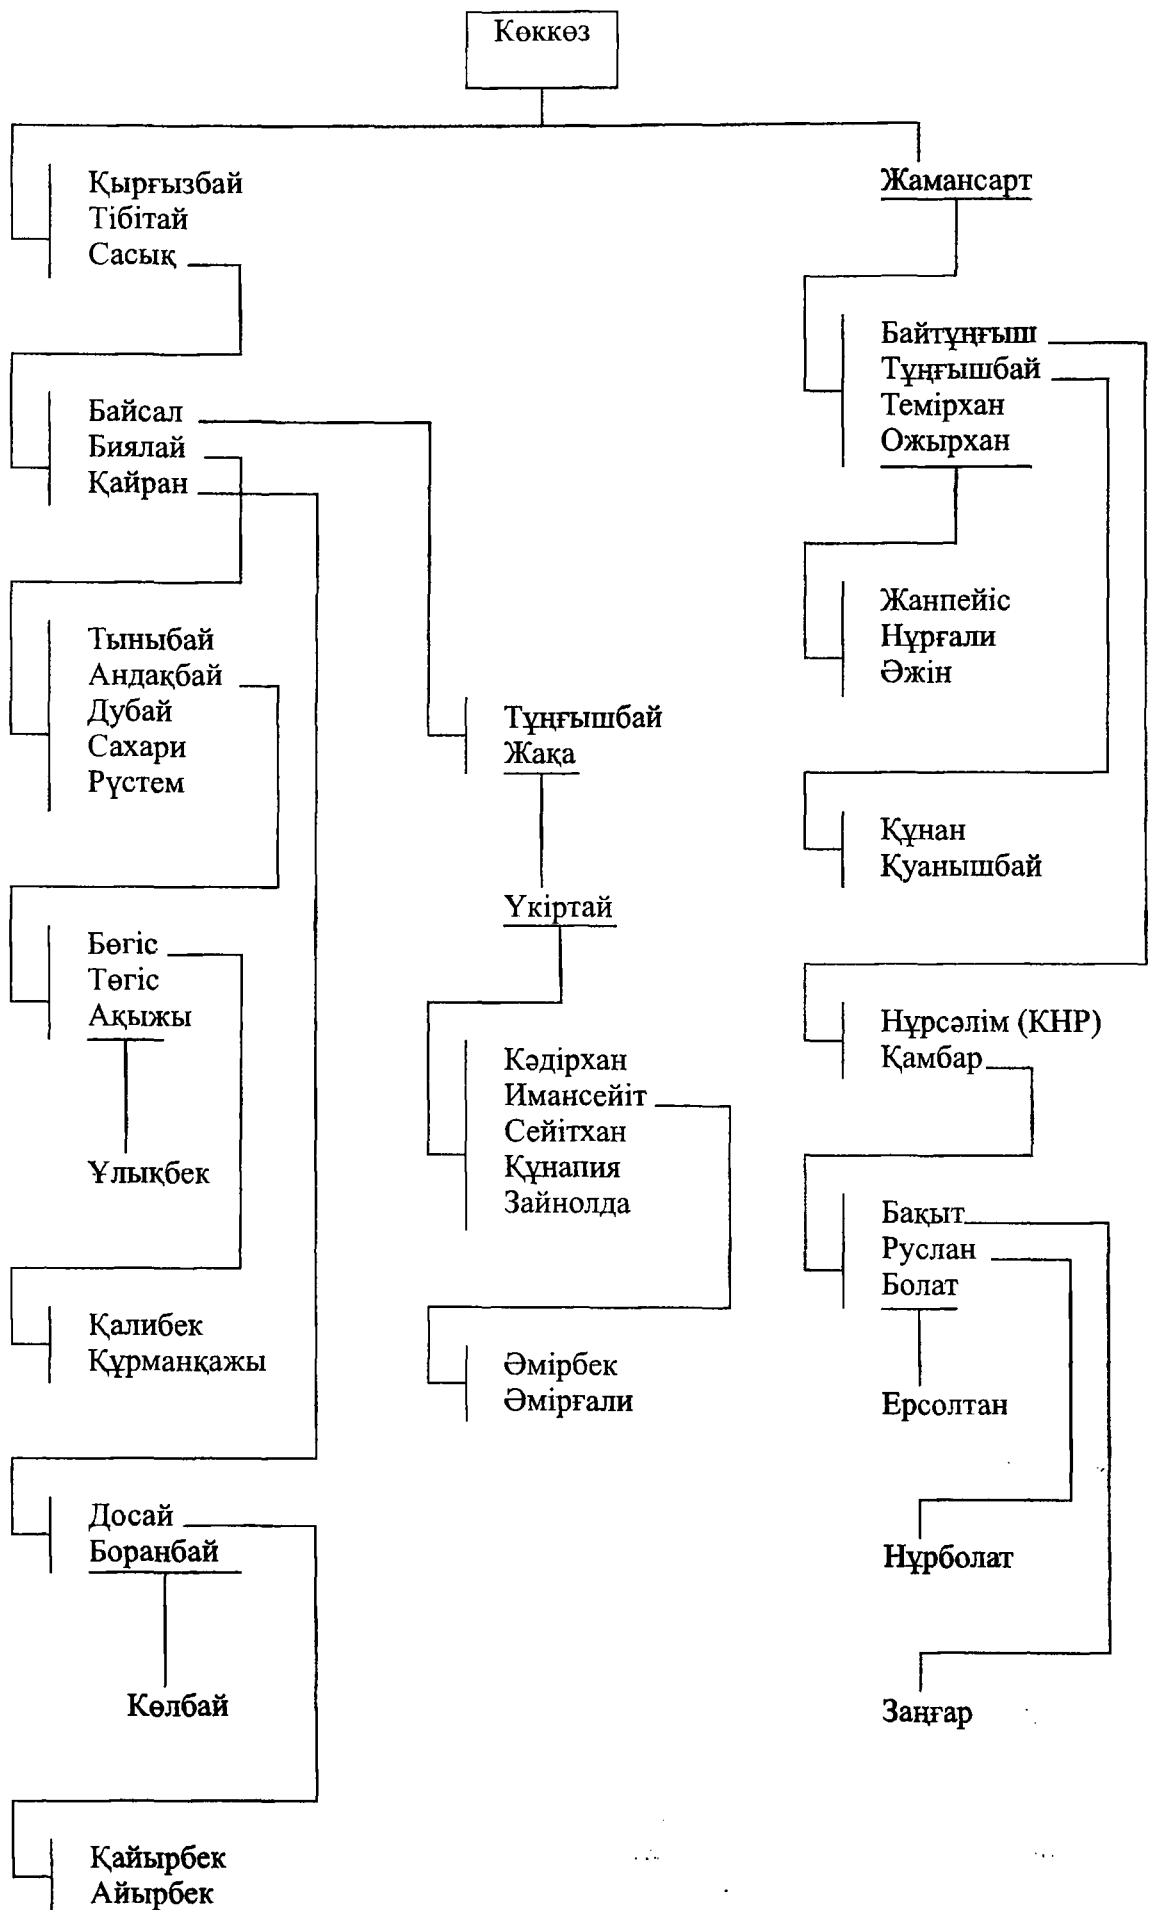 Көккөз
Қырғызбай
Тібітай
Сасық
Байсал
Биялай
Қайран
Тыныбай
Андақбай
Дубай
Сахари
Рүстем
Бөгіс
Төгіс
Ақыжы
Ұлықбек
Қалибек
Құрманқажы
Досай
Боранбай
Көлбай
Қайырбек
Айырбек
Тұңғышбай
Жақа
Үкіртай
Кәдірхан
Имансейіт
Сейітхан
Құнапия
Зайнолда
Әмірбек
Әмірғали
Жамансарт
Байтұңғыш
Тұңғышбай
Темірхан
Ожырхан
Жанпейіс
Нұрғали
Әжін
Құнан
Қуанышбай
Нұрсәлім (КНР)
Қамбар
Бақыт
Руслан
Болат
Ерсолтан
Нұрболат
Заңғар